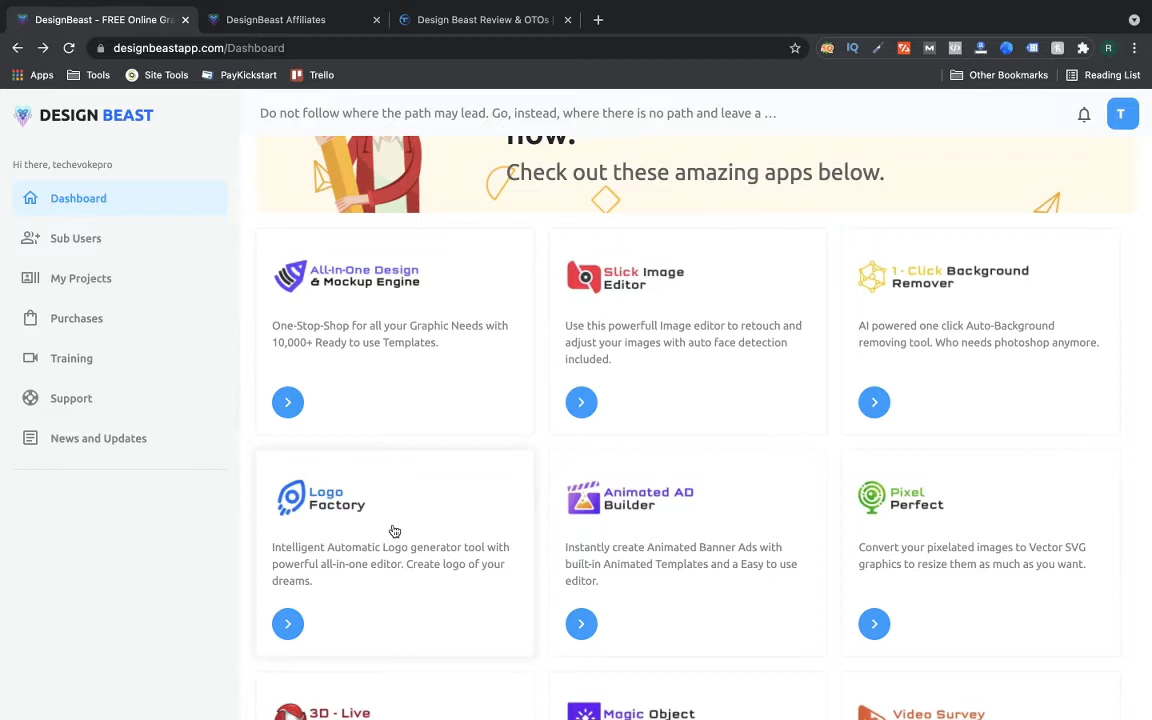 DesignBeast - FREE Online Gra
DesignBeast Affiliates
Design Beast Review & OTOs
designbeastapp.com/Dashboard
Apps
Tools
Site Tools
PayKickstart
Trello
Other Bookmarks
Reading List
DESIGN BEAST
Do not follow where the path may lead. Go, instead, where there is no path and leave a ...
T
Hi there, techevokepro
Dashboard
Sub Users
My Projects
Purchases
Training
Support
News and Updates
now.
Check out these amazing apps below.
All-In-One Design
& Mockup Engine
One-Stop-Shop for all your Graphic Needs with
10,000+ Ready to use Templates.
Slick Image
Editor
Use this powerfull Image editor to retouch and
adjust your images with auto face detection
included.
1 - Click Background
Remover
AI powered one click Auto-Background
removing tool. Who needs photoshop anymore.
Logo
Factory
Intelligent Automatic Logo generator tool with
powerful all-in-one editor. Create logo of your
dreams.
Animated AD
Builder
Instantly create Animated Banner Ads with
built-in Animated Templates and a Easy to use
editor.
Pixel
Perfect
Convert your pixelated images to Vector SVG
graphics to resize them as much as you want.
3D - Live
Magic Object
Video Survey